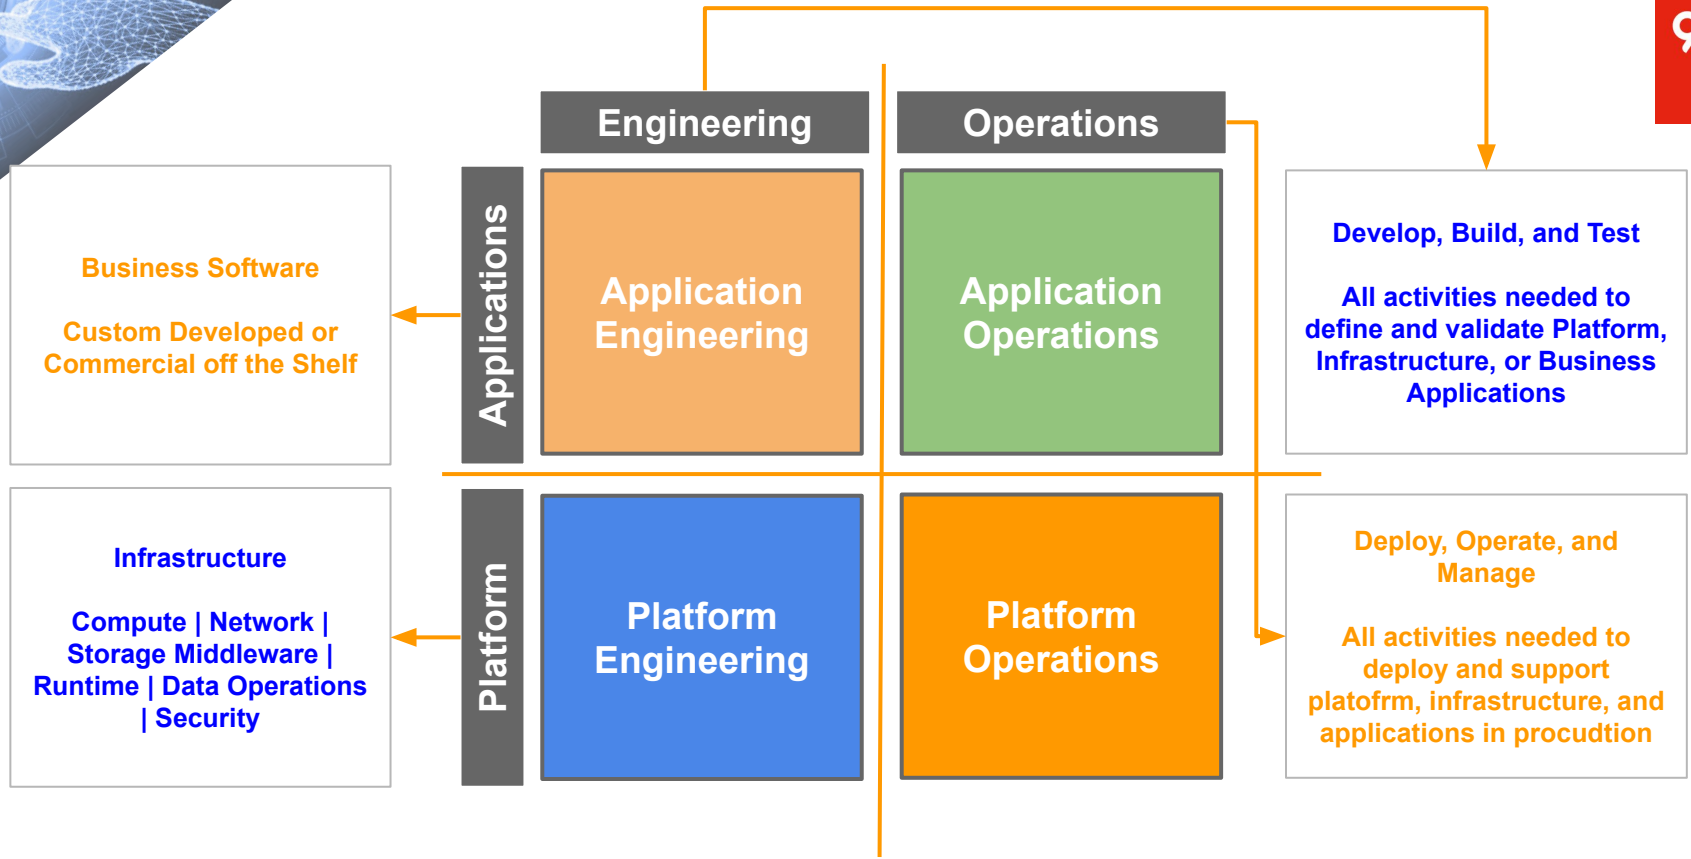 Engineering
Operations
Applications
Business Software
Custom Developed or
Commercial off the Shelf
Application
Engineering
Application
Operations
Develop, Build, and Test
All activities needed to
define and validate Platform,
Infrastructure, or Business
Applications
Platform
Infrastructure
Compute | Network |
Storage Middleware |
Runtime | Data Operations
| Security
Platform
Engineering
Platform
Operations
Deploy, Operate, and
Manage
All activities needed to
deploy and support
platofrm, infrastructure, and
applications in procudtion